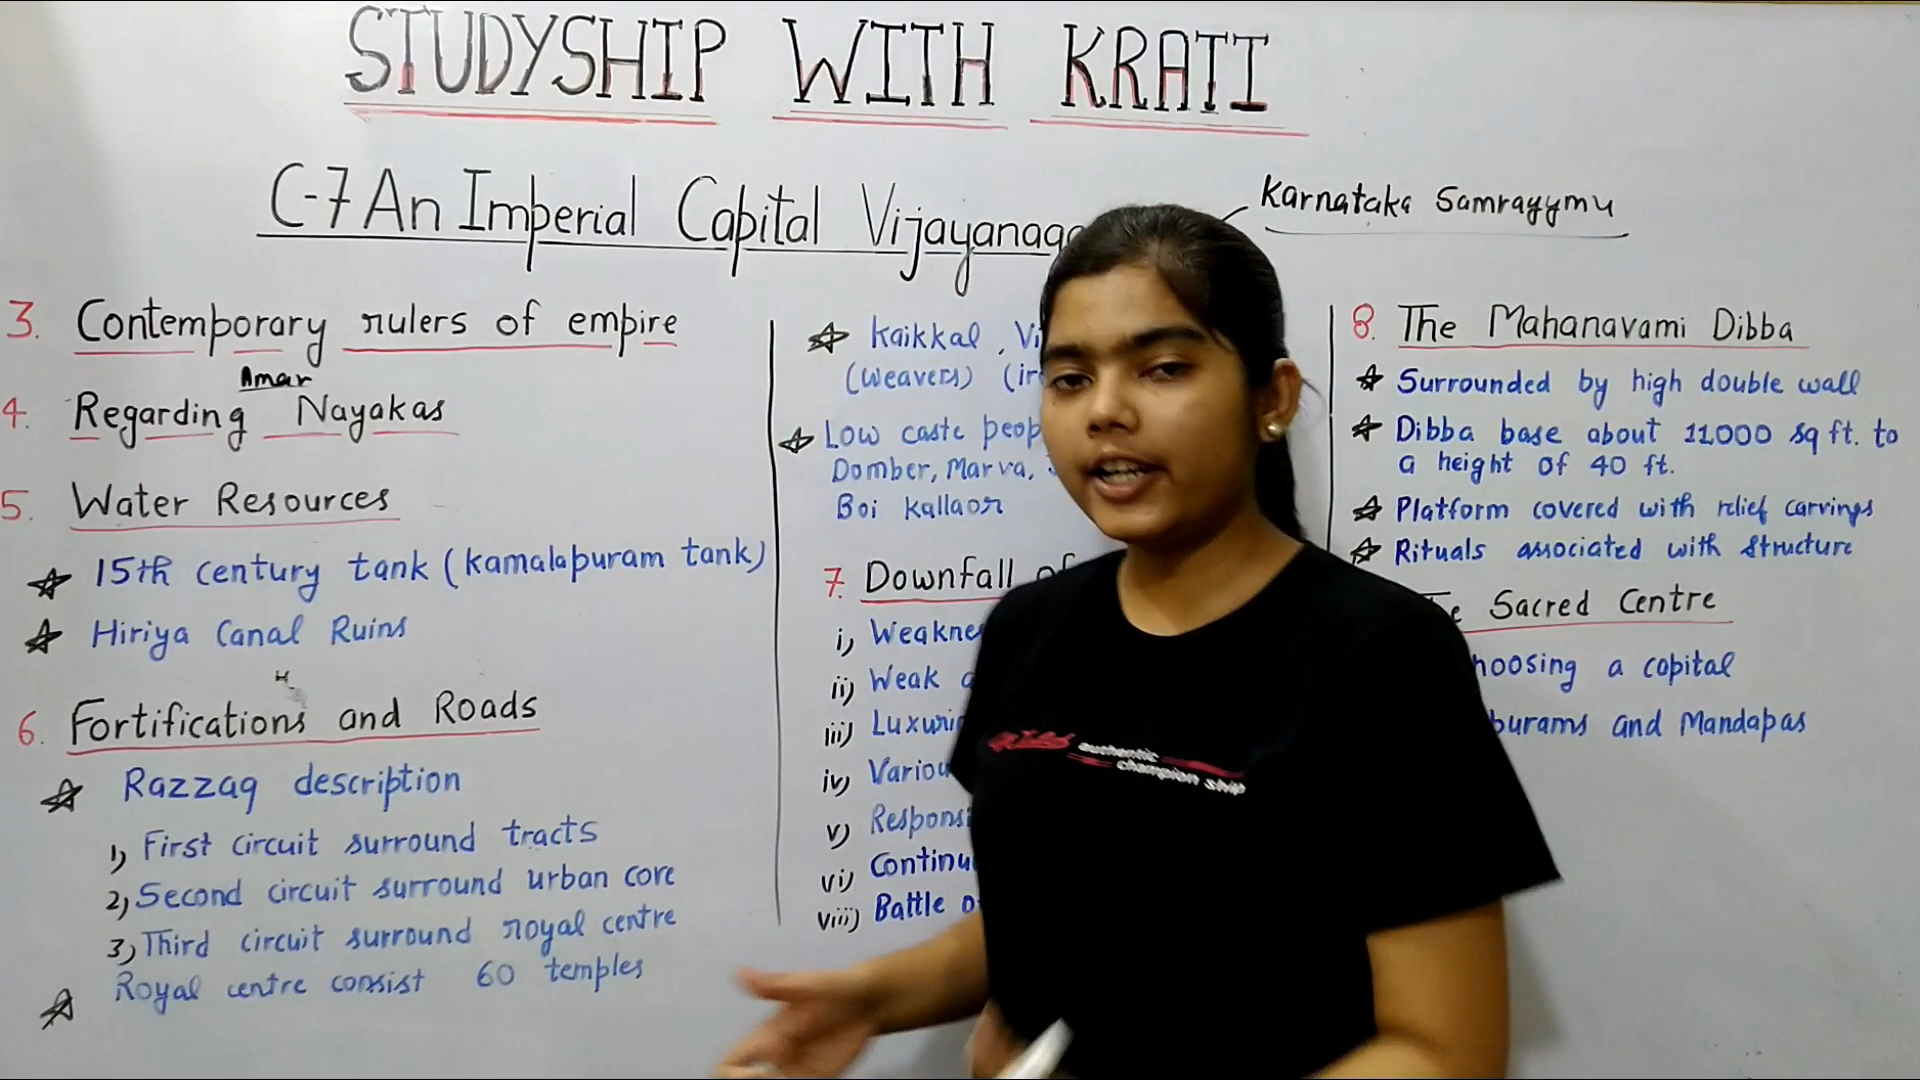 STUDYSHIP WITH KRATI
C-7 An Imperial Capital Vijayanaga
Karnataka Samrayymu
3. Contemporary rulers of empire
4. Regarding Amar Nayakas
5. Water Resources
15th century tank (kamalapuram tank)
Hiriya Canal Ruins
6. Fortifications and Roads
Razzaq description
1) First circuit surround tracts
2) Second circuit surround urban core
3) Third circuit surround royal centre
Royal centre consist 60 temples
Kaikkal, Vi
(weavers) (ir
Low caste peop
Domber, Marva,
Boi kallaor
7. Downfall of
i) Weaknes
ii) Weak
iii) Luxuri
iv) Variou
v) Responsi
vi) Continu
viii) Battle o
8. The Mahanavami Dibba
Surrounded by high double wall
Dibba base about 11000 sq ft. to
a height of 40 ft.
Platform covered with relief carvings
Rituals associated with structure
e Sacred Centre
hoosing a capital
purams and Mandapas
authentic
champion ship